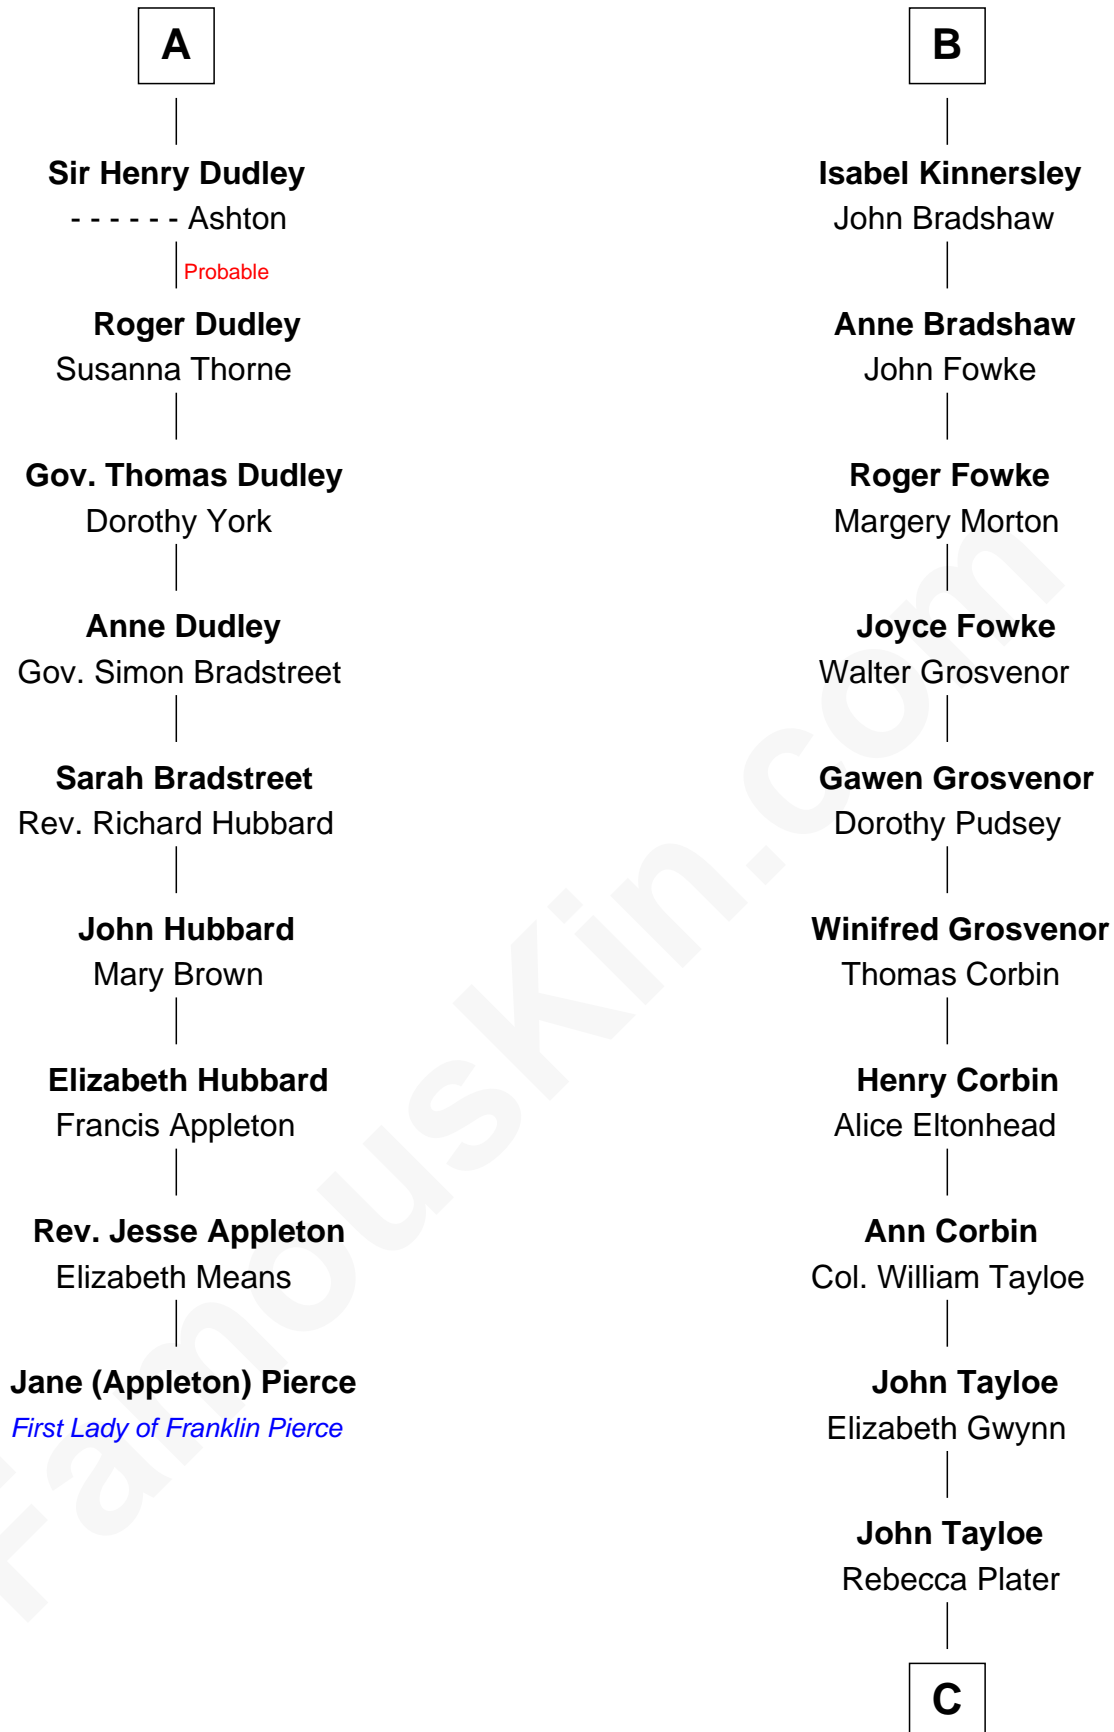 A
Sir Henry Dudley
- - - - - - Ashton
Probable
Roger Dudley
Susanna Thorne
Gov. Thomas Dudley
Dorothy York
Anne Dudley
Gov. Simon Bradstreet
Sarah Bradstreet
Rev. Richard Hubbard
John Hubbard
Mary Brown
Elizabeth Hubbard
Francis Appleton
Rev. Jesse Appleton
Elizabeth Means
Jane (Appleton) Pierce
First Lady of Franklin Pierce
B
Isabel Kinnersley
John Bradshaw
Anne Bradshaw
John Fowke
Roger Fowke
Margery Morton
Joyce Fowke
Walter Grosvenor
Gawen Grosvenor
Dorothy Pudsey
Winifred Grosvenor
Thomas Corbin
Henry Corbin
Alice Eltonhead
Ann Corbin
Col. William Tayloe
John Tayloe
Elizabeth Gwynn
John Tayloe
Rebecca Plater
C
FamousKin.com